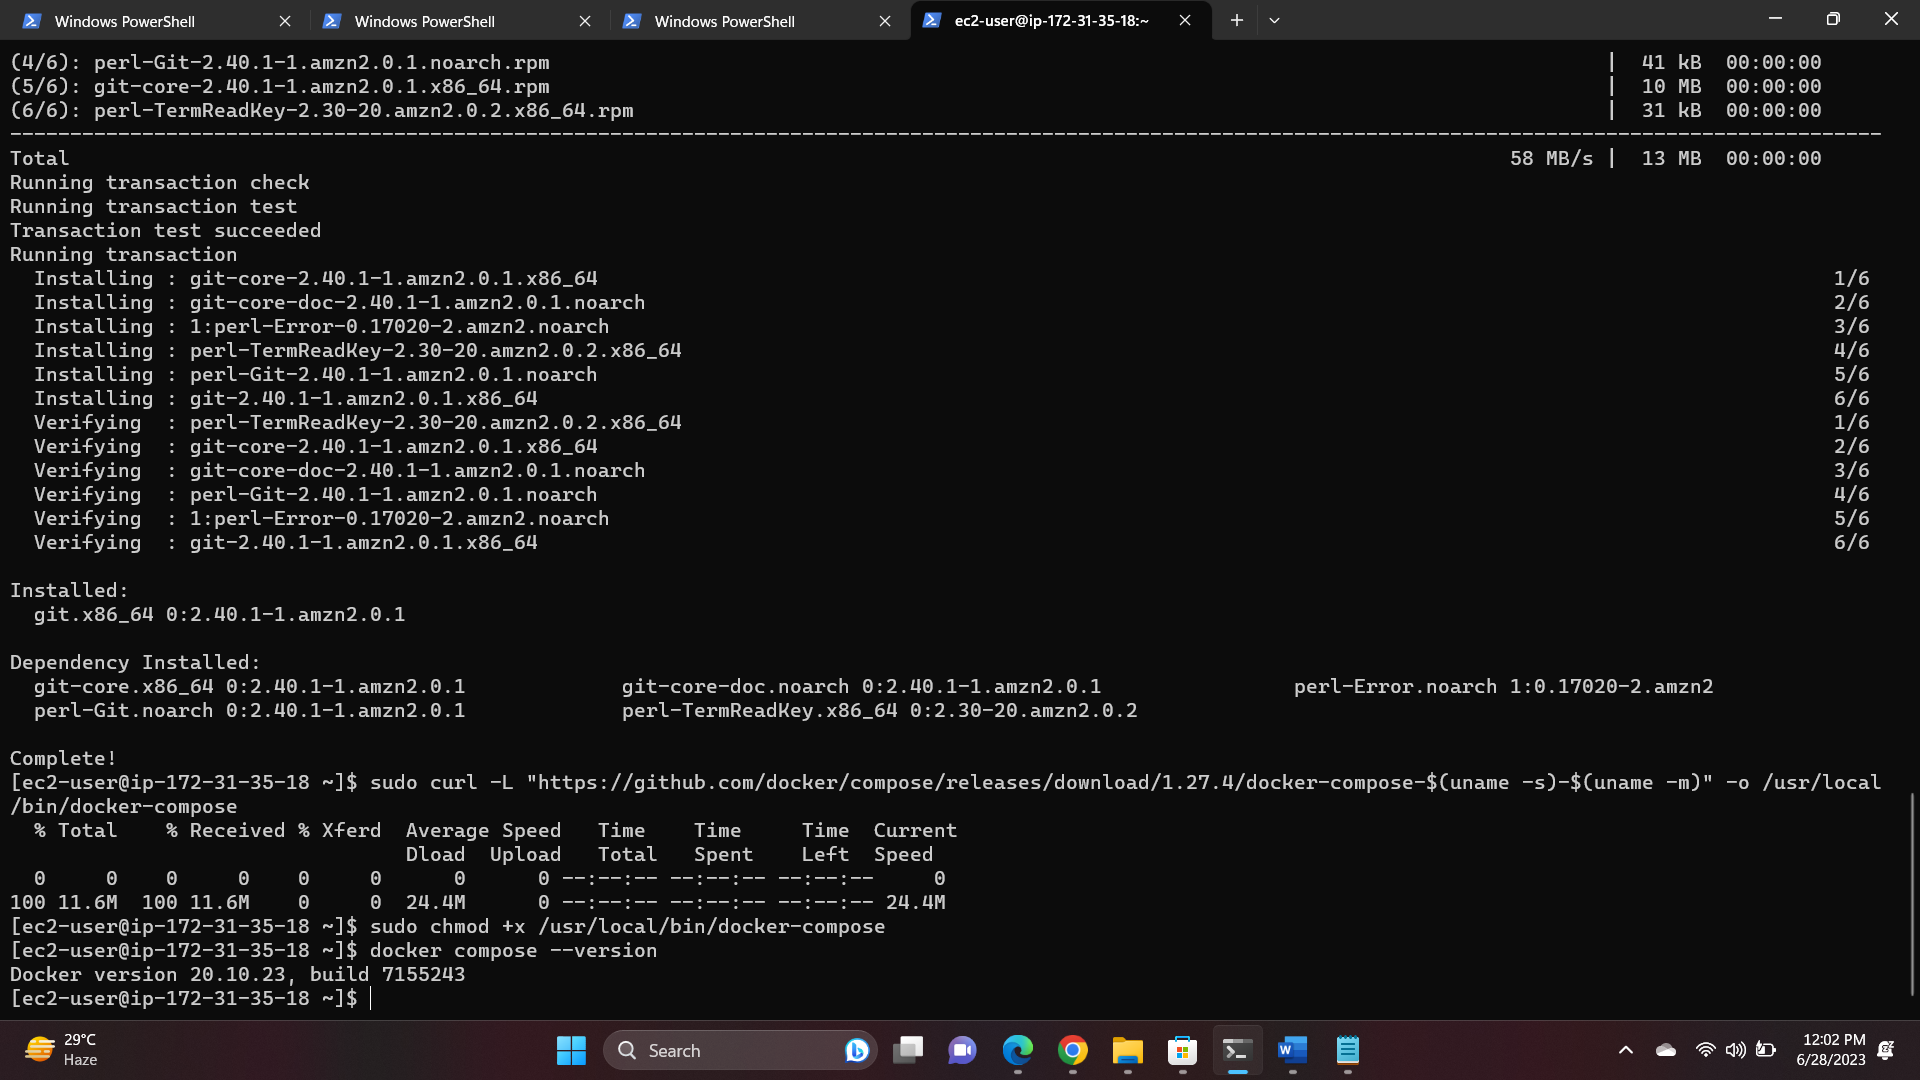 Windows PowerShell
Windows PowerShell
Windows PowerShell
ec2-user@ip-172-31-35-18:~
(4/6): perl-Git-2.40.1-1.amzn2.0.1.noarch.rpm | 41 kB 00:00:00
(5/6): git-core-2.40.1-1.amzn2.0.1.x86_64.rpm | 10 MB 00:00:00
(6/6): perl-TermReadKey-2.30-20.amzn2.0.2.x86_64.rpm | 31 kB 00:00:00
--------------------------------------------------------------------------------
Total 58 MB/s | 13 MB 00:00:00
Running transaction check
Running transaction test
Transaction test succeeded
Running transaction
Installing : git-core-2.40.1-1.amzn2.0.1.x86_64 1/6
Installing : git-core-doc-2.40.1-1.amzn2.0.1.noarch 2/6
Installing : 1:perl-Error-0.17020-2.amzn2.noarch 3/6
Installing : perl-TermReadKey-2.30-20.amzn2.0.2.x86_64 4/6
Installing : perl-Git-2.40.1-1.amzn2.0.1.noarch 5/6
Installing : git-2.40.1-1.amzn2.0.1.x86_64 6/6
Verifying : perl-TermReadKey-2.30-20.amzn2.0.2.x86_64 1/6
Verifying : git-core-2.40.1-1.amzn2.0.1.x86_64 2/6
Verifying : git-core-doc-2.40.1-1.amzn2.0.1.noarch 3/6
Verifying : perl-Git-2.40.1-1.amzn2.0.1.noarch 4/6
Verifying : 1:perl-Error-0.17020-2.amzn2.noarch 5/6
Verifying : git-2.40.1-1.amzn2.0.1.x86_64 6/6
Installed:
git.x86_64 0:2.40.1-1.amzn2.0.1
Dependency Installed:
git-core.x86_64 0:2.40.1-1.amzn2.0.1 git-core-doc.noarch 0:2.40.1-1.amzn2.0.1 perl-Error.noarch 1:0.17020-2.amzn2
perl-Git.noarch 0:2.40.1-1.amzn2.0.1 perl-TermReadKey.x86_64 0:2.30-20.amzn2.0.2
Complete!
[ec2-user@ip-172-31-35-18 ~]$ sudo curl -L "https://github.com/docker/compose/releases/download/1.27.4/docker-compose-$(uname -s)-$(uname -m)" -o /usr/local
/bin/docker-compose
% Total % Received % Xferd Average Speed Time Time Time Current
Dload Upload Total Spent Left Speed
0 0 0 0 0 0 0 0 --:--:-- --:--:-- --:--:-- 0
100 11.6M 100 11.6M 0 0 24.4M 0 --:--:-- --:--:-- --:--:-- 24.4M
[ec2-user@ip-172-31-35-18 ~]$ sudo chmod +x /usr/local/bin/docker-compose
[ec2-user@ip-172-31-35-18 ~]$ docker compose --version
Docker version 20.10.23, build 7155243
[ec2-user@ip-172-31-35-18 ~]$
29°C
Haze
Search
12:02 PM
6/28/2023